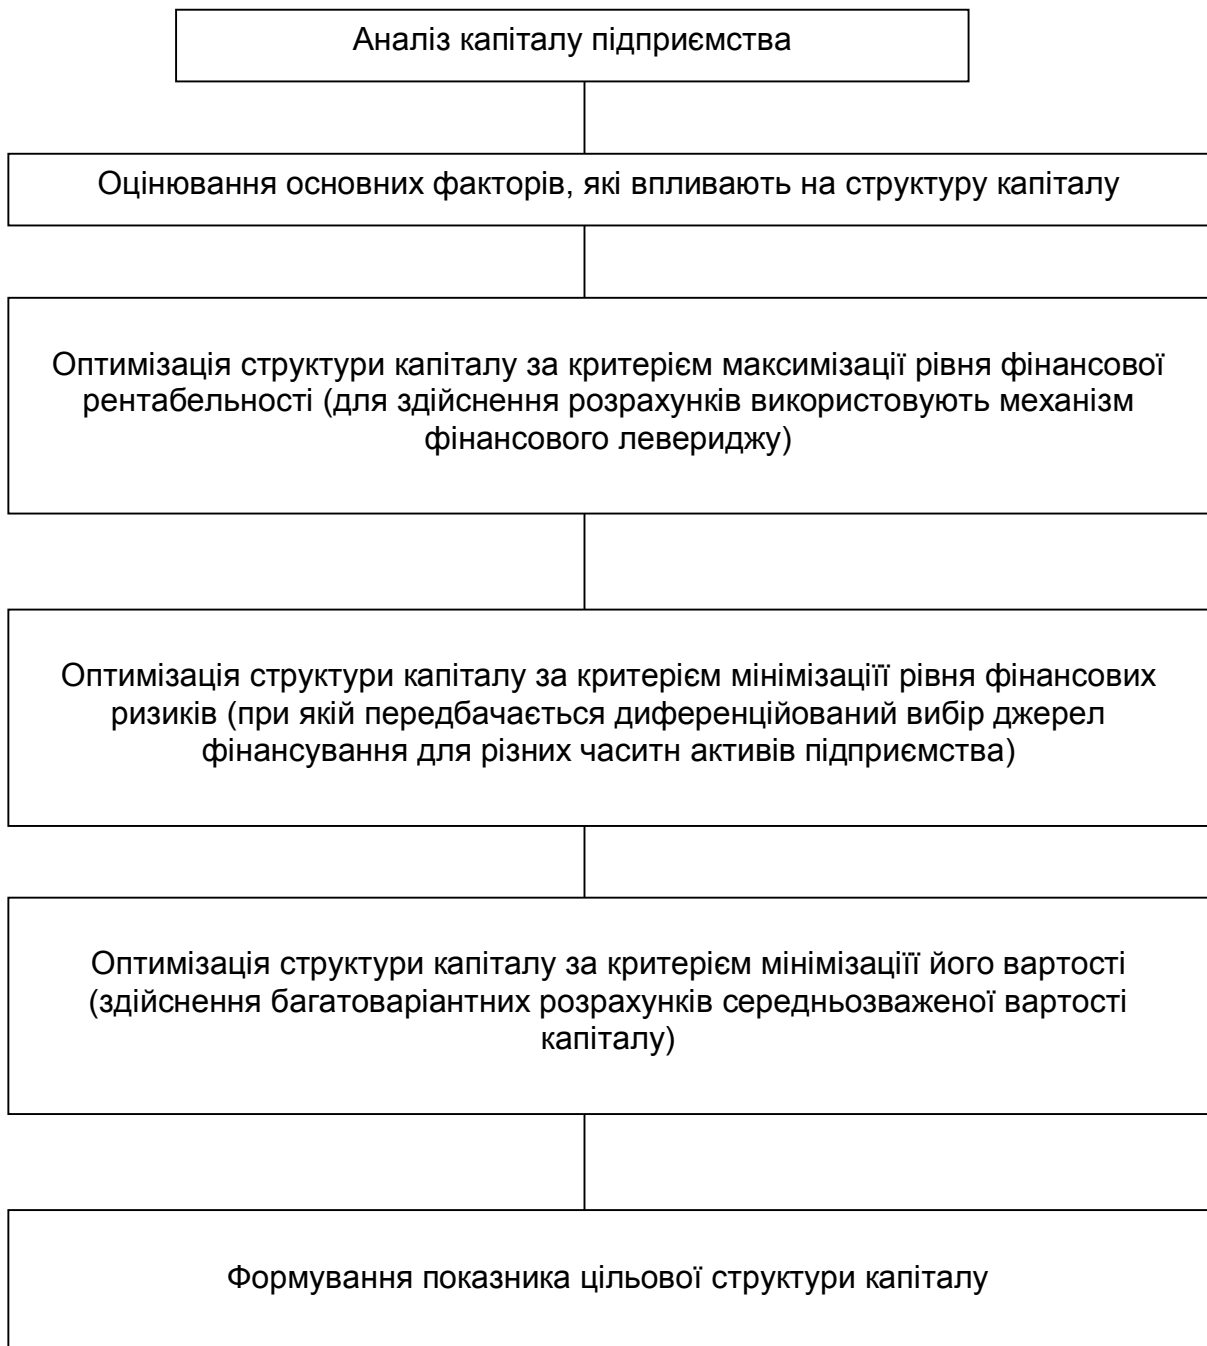 Аналіз капіталу підприємства
Оцінювання основних факторів, які впливають на структуру капіталу
Оптимізація структури капіталу за критерієм максимізації рівня фінансової
рентабельності (для здійснення розрахунків використовують механізм
фінансового левериджу)
Оптимізація структури капіталу за критерієм мінімізаціїї рівня фінансових
ризиків (при якій передбачається диференційований вибір джерел
фінансування для різних часитн активів підприємства)
Оптимізація структури капіталу за критерієм мінімізаціїї його вартості
(здійснення багатоваріантних розрахунків середньозваженої вартості
капіталу)
Формування показника цільової структури капіталу